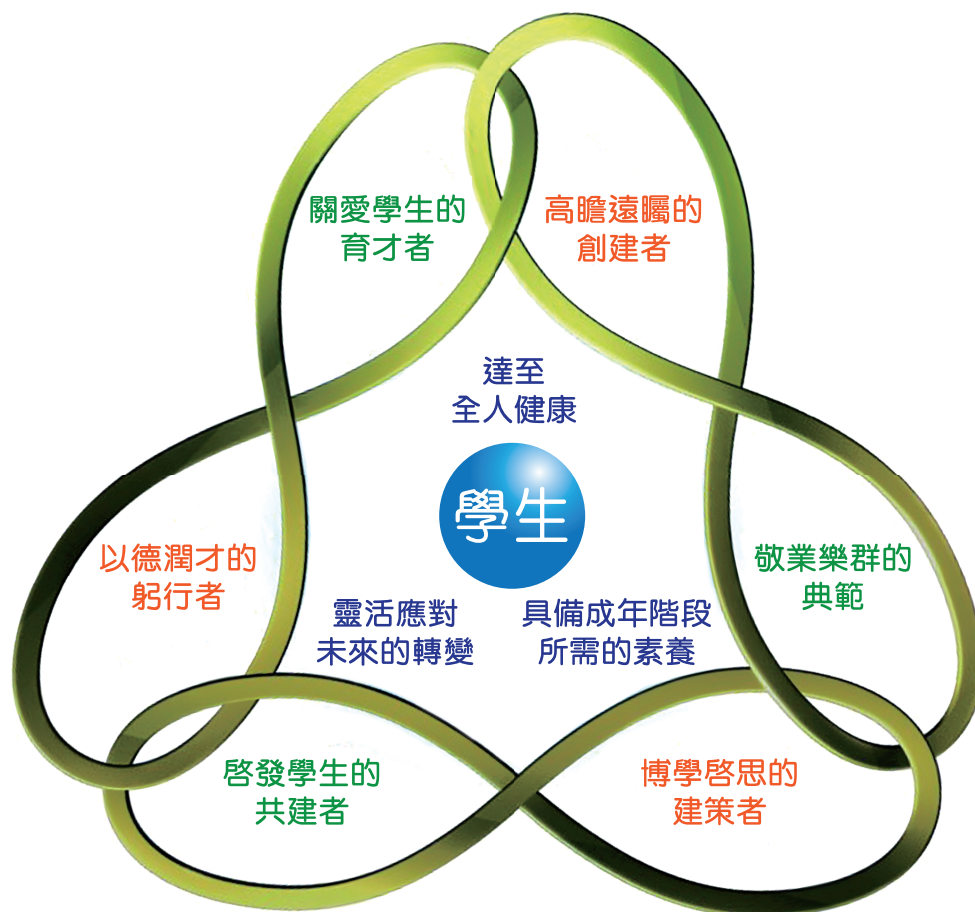 關愛學生的
育才者
高瞻遠矚的
創建者
達至
全人健康
學生
以德潤才的
躬行者
敬業樂群的
典範
靈活應對
未來的轉變
具備成年階段
所需的素養
啓發學生的
共建者
博學啓思的
建策者